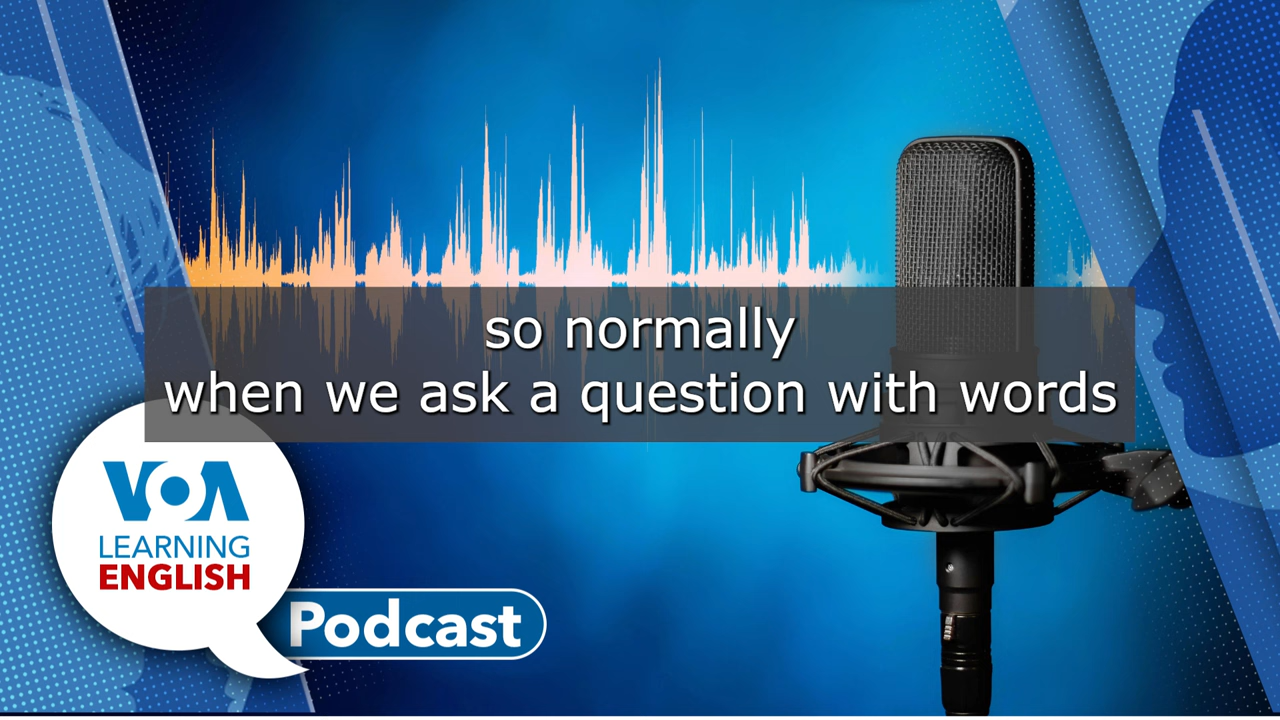 so normally
when we ask a question with words
VOA
LEARNING
ENGLISH
Podcast